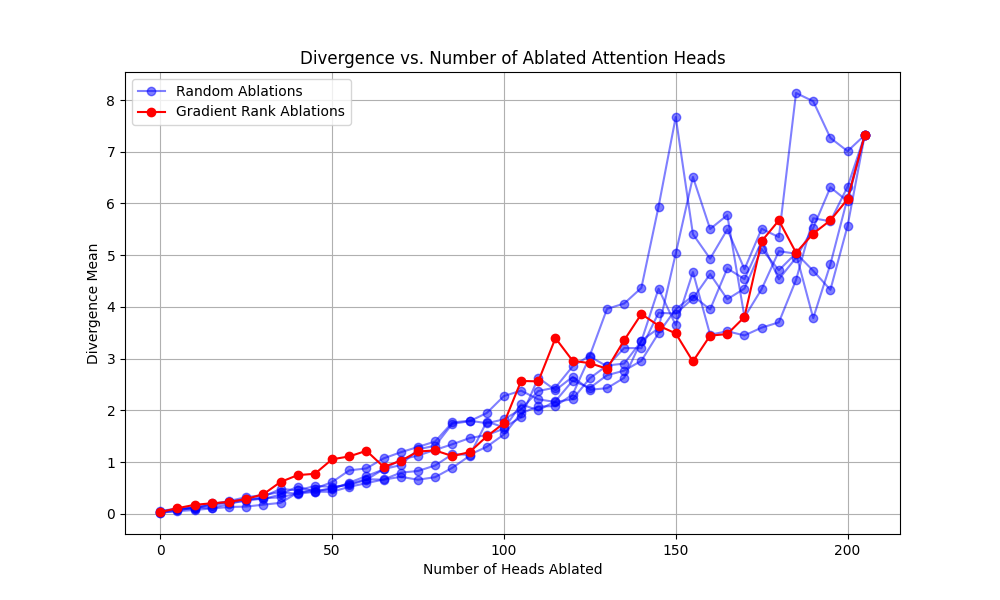 Divergence vs. Number of Ablated Attention Heads
Random Ablations
Gradient Rank Ablations
Divergence Mean
8
7
6
5
4
3
2
1
0
0 50 100 150 200
Number of Heads Ablated